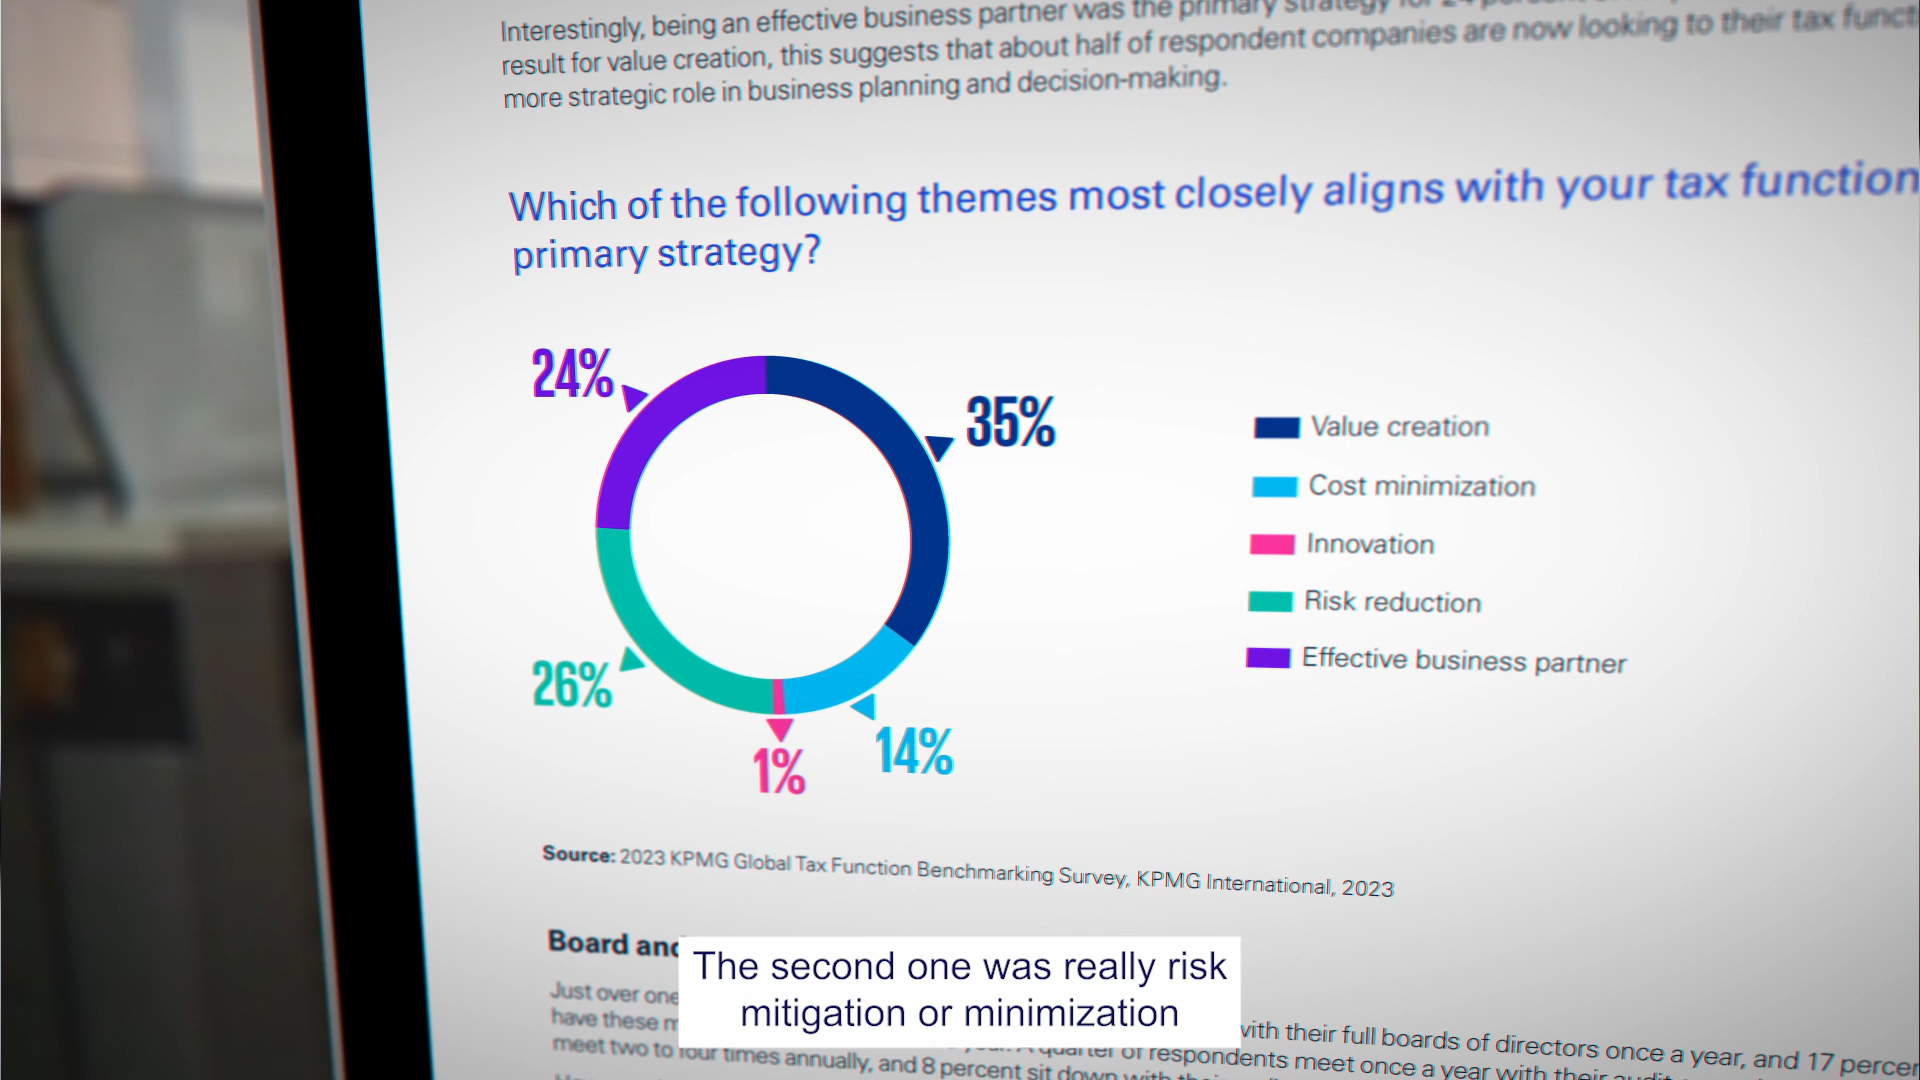 Interestingly, being an effective business partner was the primary strategy for 24 percent
result for value creation, this suggests that about half of respondent companies are now looking to their tax funct
more strategic role in business planning and decision-making.
Which of the following themes most closely aligns with your tax function
primary strategy?
24%
35%
26%
1%
14%
Value creation
Cost minimization
Innovation
Risk reduction
Effective business partner
Source: 2023 KPMG Global Tax Function Benchmarking Survey, KPMG International, 2023
Board and
Just over one
have these m
with their full boards of directors once a year, and 17 percen
meet two to four times annually, and 8 percent sit down with
A quarter of respondents meet once a year with their
The second one was really risk
mitigation or minimization